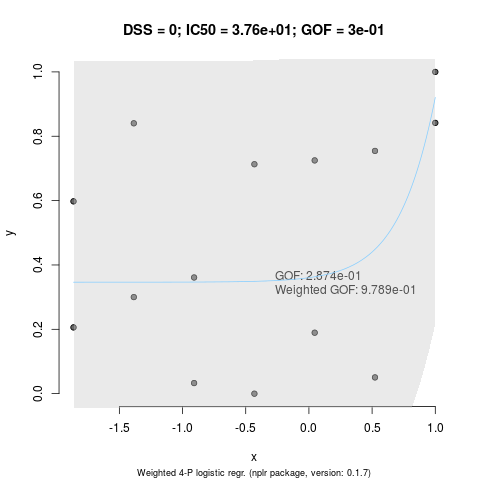 DSS = 0; IC50 = 3.76e+01; GOF = 3e-01
1.0
0.8
0.6
0.4
0.2
0.0
y
GOF: 2.874e-01
Weighted GOF: 9.789e-01
-1.5 -1.0 -0.5 0.0 0.5 1.0
x
Weighted 4-P logistic regr. (nplr package, version: 0.1.7)